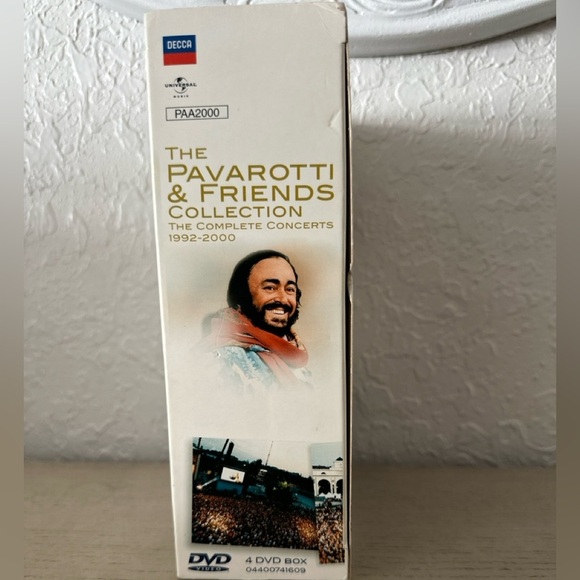 DECCA
UNIVERSAL
MUSIC
PAA2000
THE
PAVAROTTI
& FRIENDS
COLLECTION
THE COMPLETE CONCERTS
1992-2000
DVD
VIDEO
4 DVD BOX
04400741609